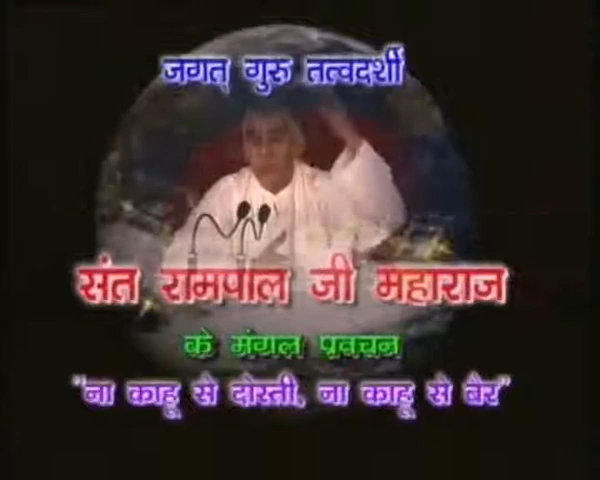 जगत् गुरु तत्वदर्शी
संत रामपाल जी महाराज
के मंगल प्रवचन
"ना काहू से दोस्ती, ना काहू से बैर"